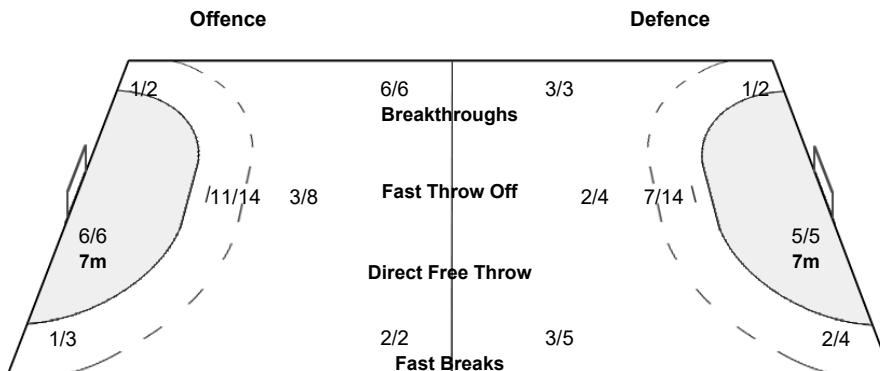 Offence Defence
1/2 6/6 3/3 1/2
Breakthroughs
11/14 3/8 Fast Throw Off 2/4 7/14
6/6 5/5
7m 7m
Direct Free Throw
1/3 2/2 3/5 2/4
Fast Breaks